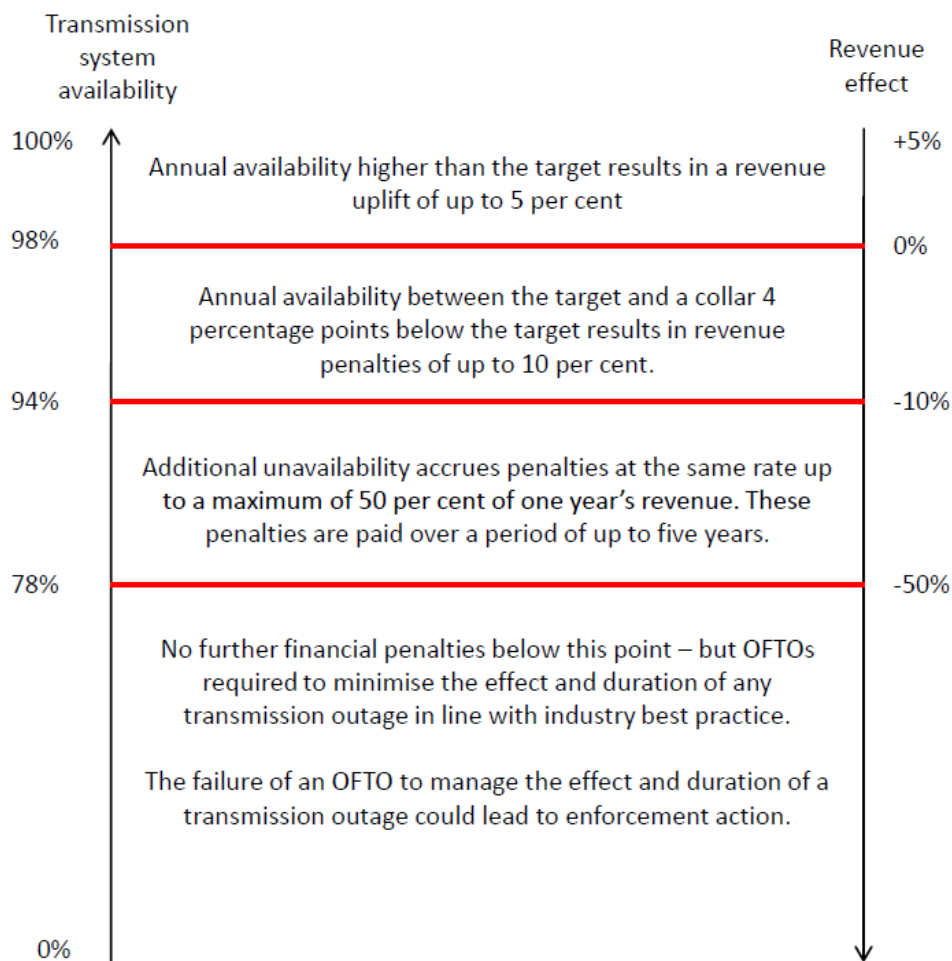 Transmission
system
availability
Revenue
effect
100%
+5%
Annual availability higher than the target results in a revenue
uplift of up to 5 per cent
98%
0%
Annual availability between the target and a collar 4
percentage points below the target results in revenue
penalties of up to 10 per cent.
94%
-10%
Additional unavailability accrues penalties at the same rate up
to a maximum of 50 per cent of one year’s revenue. These
penalties are paid over a period of up to five years.
78%
-50%
No further financial penalties below this point – but OFTOs
required to minimise the effect and duration of any
transmission outage in line with industry best practice.
The failure of an OFTO to manage the effect and duration of a
transmission outage could lead to enforcement action.
0%